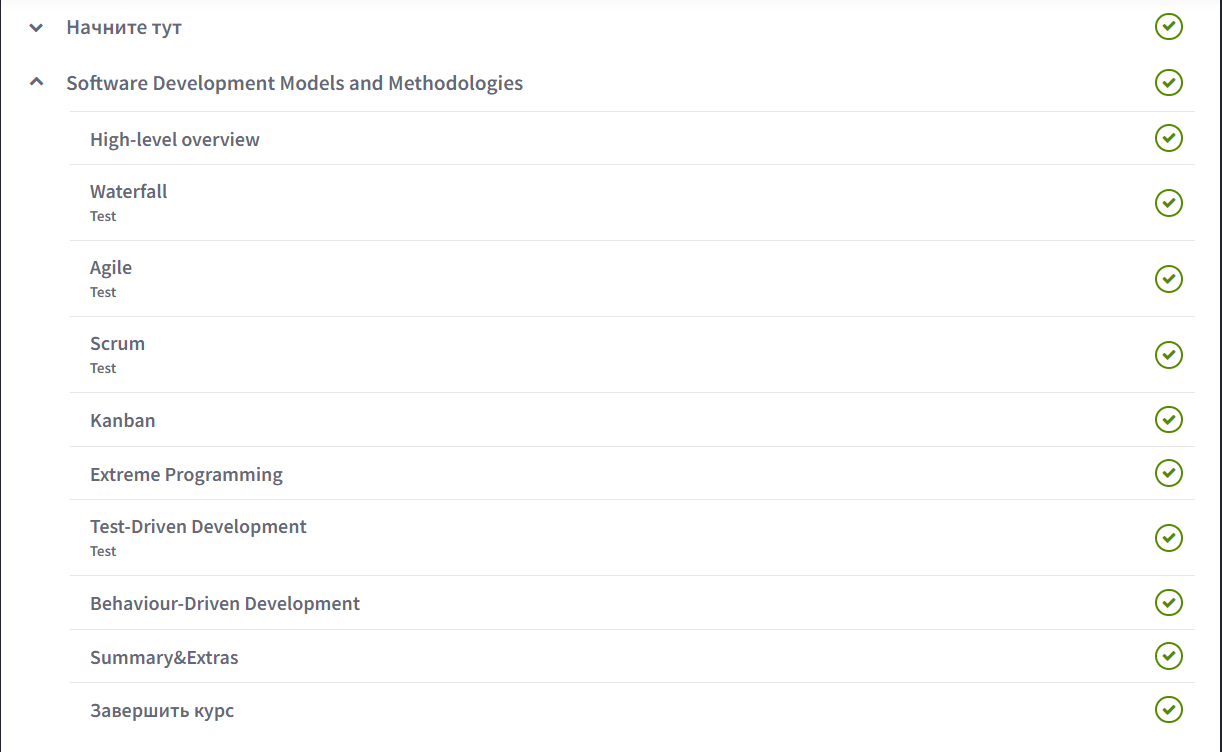 Начните тут
Software Development Models and Methodologies
High-level overview
Waterfall
Test
Agile
Test
Scrum
Test
Kanban
Extreme Programming
Test-Driven Development
Test
Behaviour-Driven Development
Summary&Extras
Завершить курс